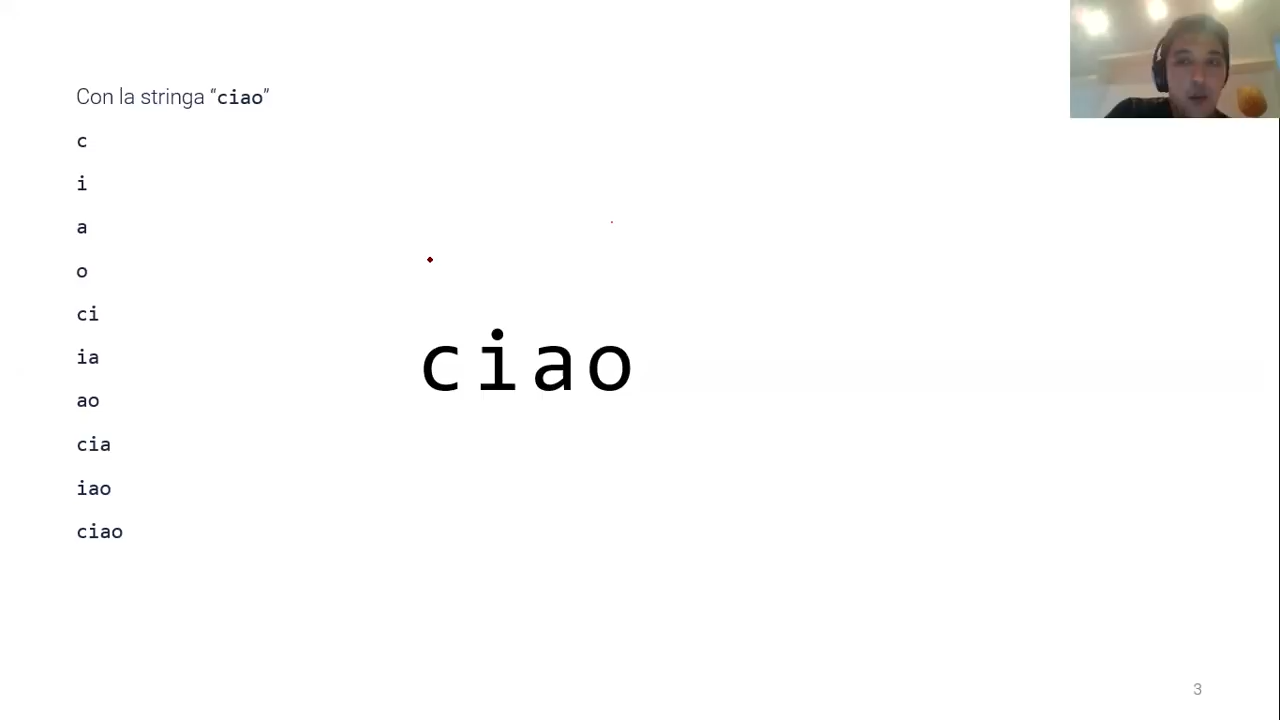 Con la stringa “ciao”
c
i
a
o
ci
ia
ao
cia
iao
ciao
ciao
3